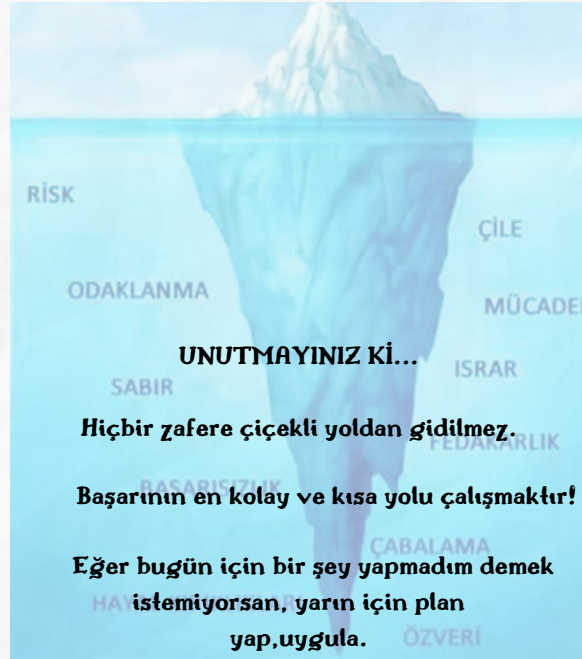 RİSK
ÇİLE
ODAKLANMA
UNUTMAYINIZ Kİ...
ISRAR
SABIR
Hiçbir zafere çiçekli yoldan gidilmez.
FEDAKARLIK
BAŞARISIZLIK
Başarının en kolay ve kısa yolu çalışmaktır!
ÇABALAMA
Eğer bugün için bir şey yapmadım demek
istemiyorsan, yarın için plan
yap,uygula.
ÖZVERİ